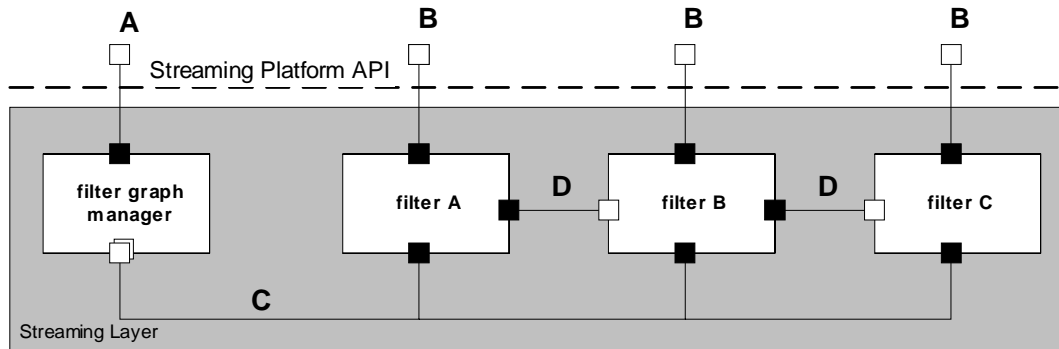 A B B B
Streaming Platform API
filter graph
manager
filter A
D
filter B
D
filter C
C
Streaming Layer